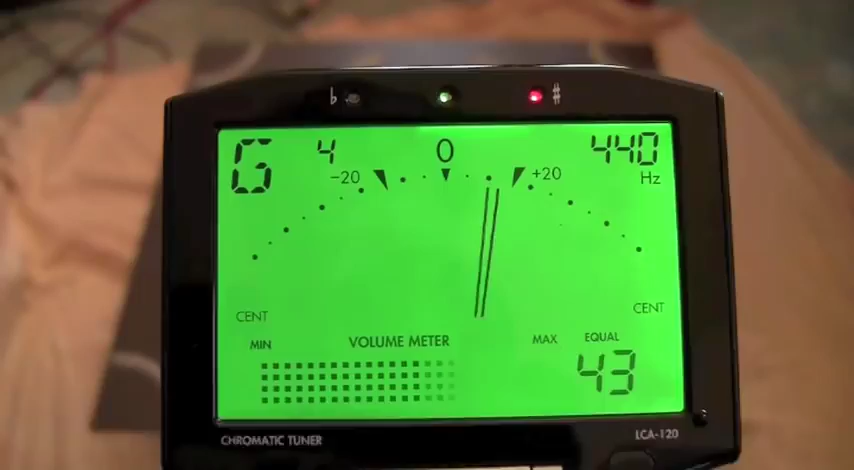 ♭ ♯
G 4 0 440
-20 +20 Hz
CENT CENT
MIN VOLUME METER MAX EQUAL
43
CHROMATIC TUNER LCA-120